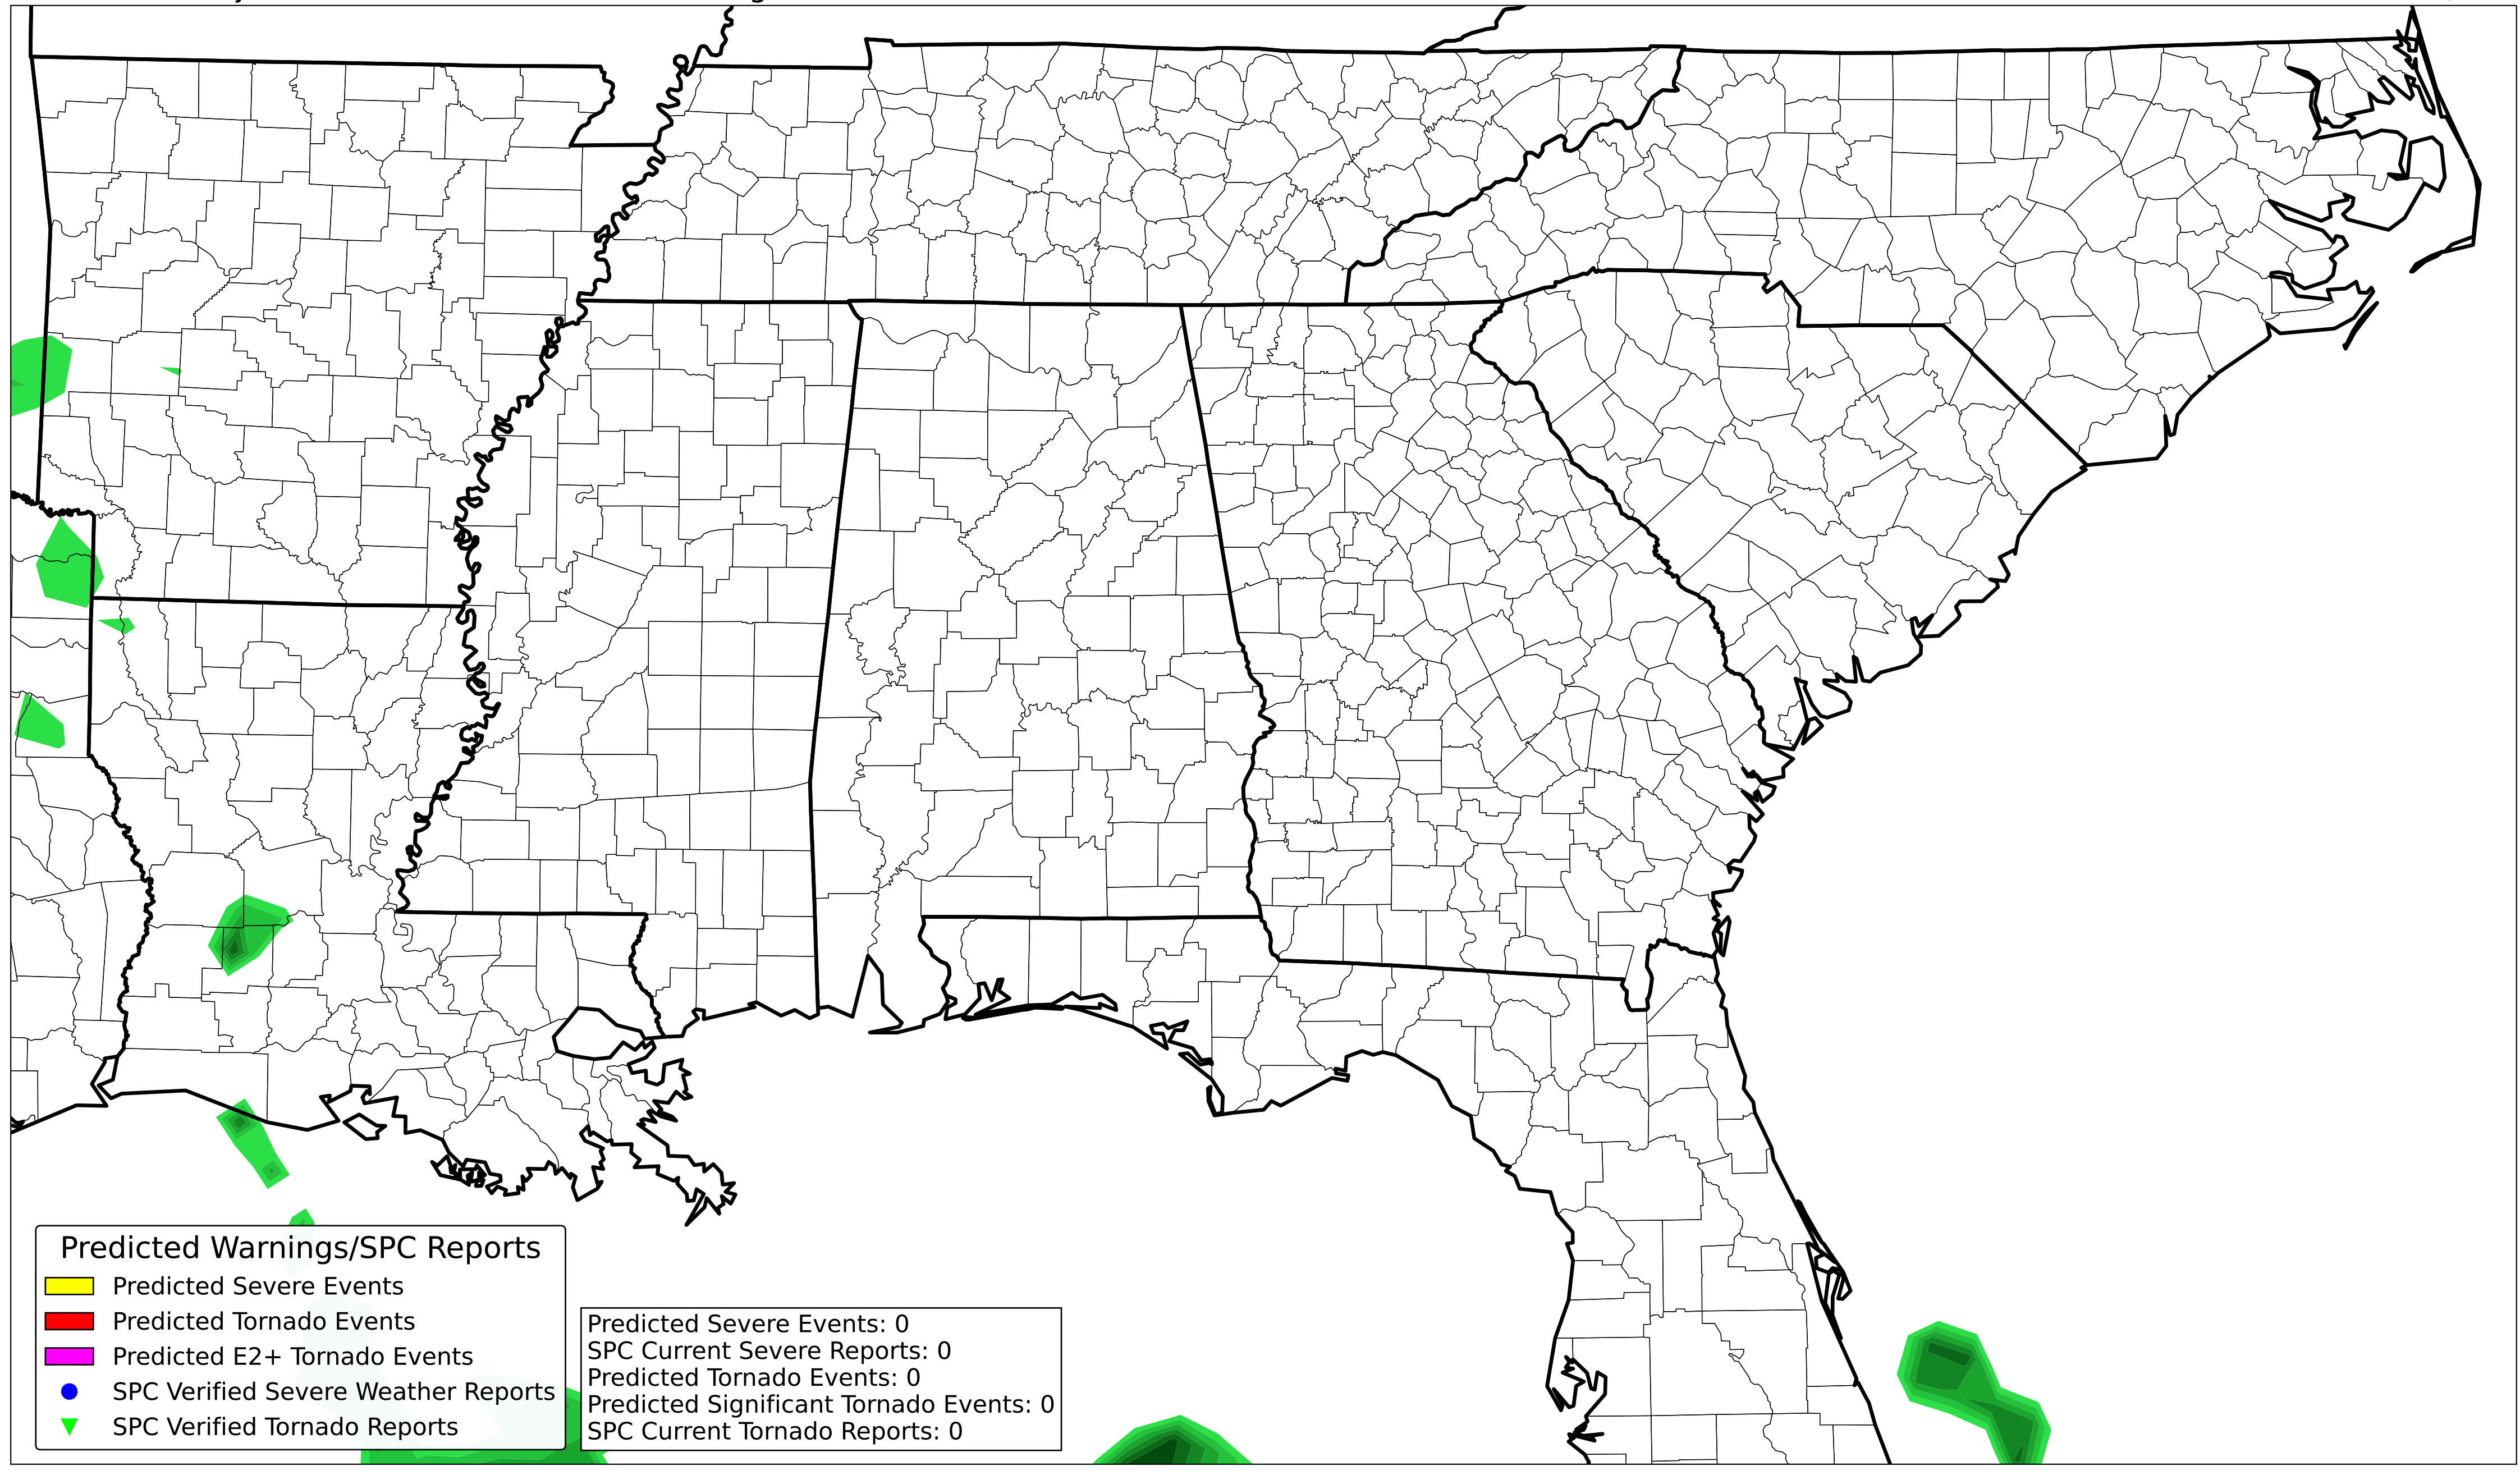 Predicted Warnings/SPC Reports
Predicted Severe Events
Predicted Tornado Events
Predicted E2+ Tornado Events
SPC Verified Severe Weather Reports
SPC Verified Tornado Reports
Predicted Severe Events: 0
SPC Current Severe Reports: 0
Predicted Tornado Events: 0
Predicted Significant Tornado Events: 0
SPC Current Tornado Reports: 0